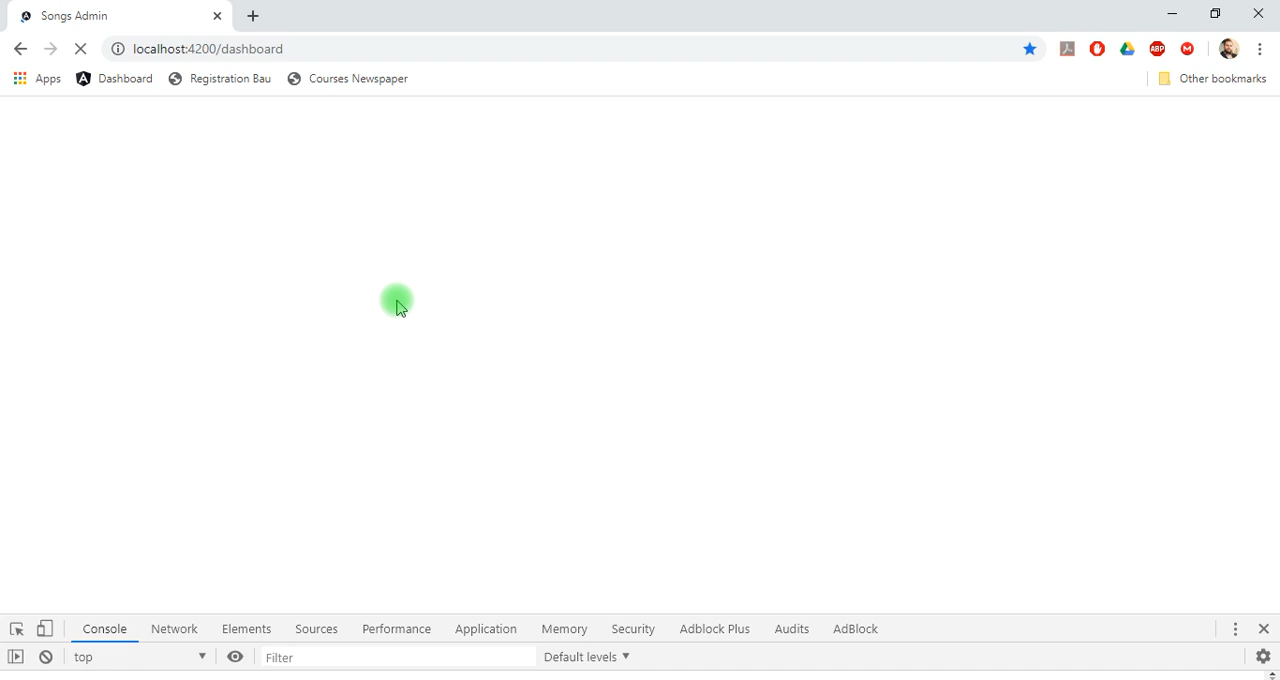 Songs Admin
localhost:4200/dashboard
ABP
M
Apps Dashboard Registration Bau Courses Newspaper Other bookmarks
Console Network Elements Sources Performance Application Memory Security Adblock Plus Audits AdBlock
top Filter Default levels